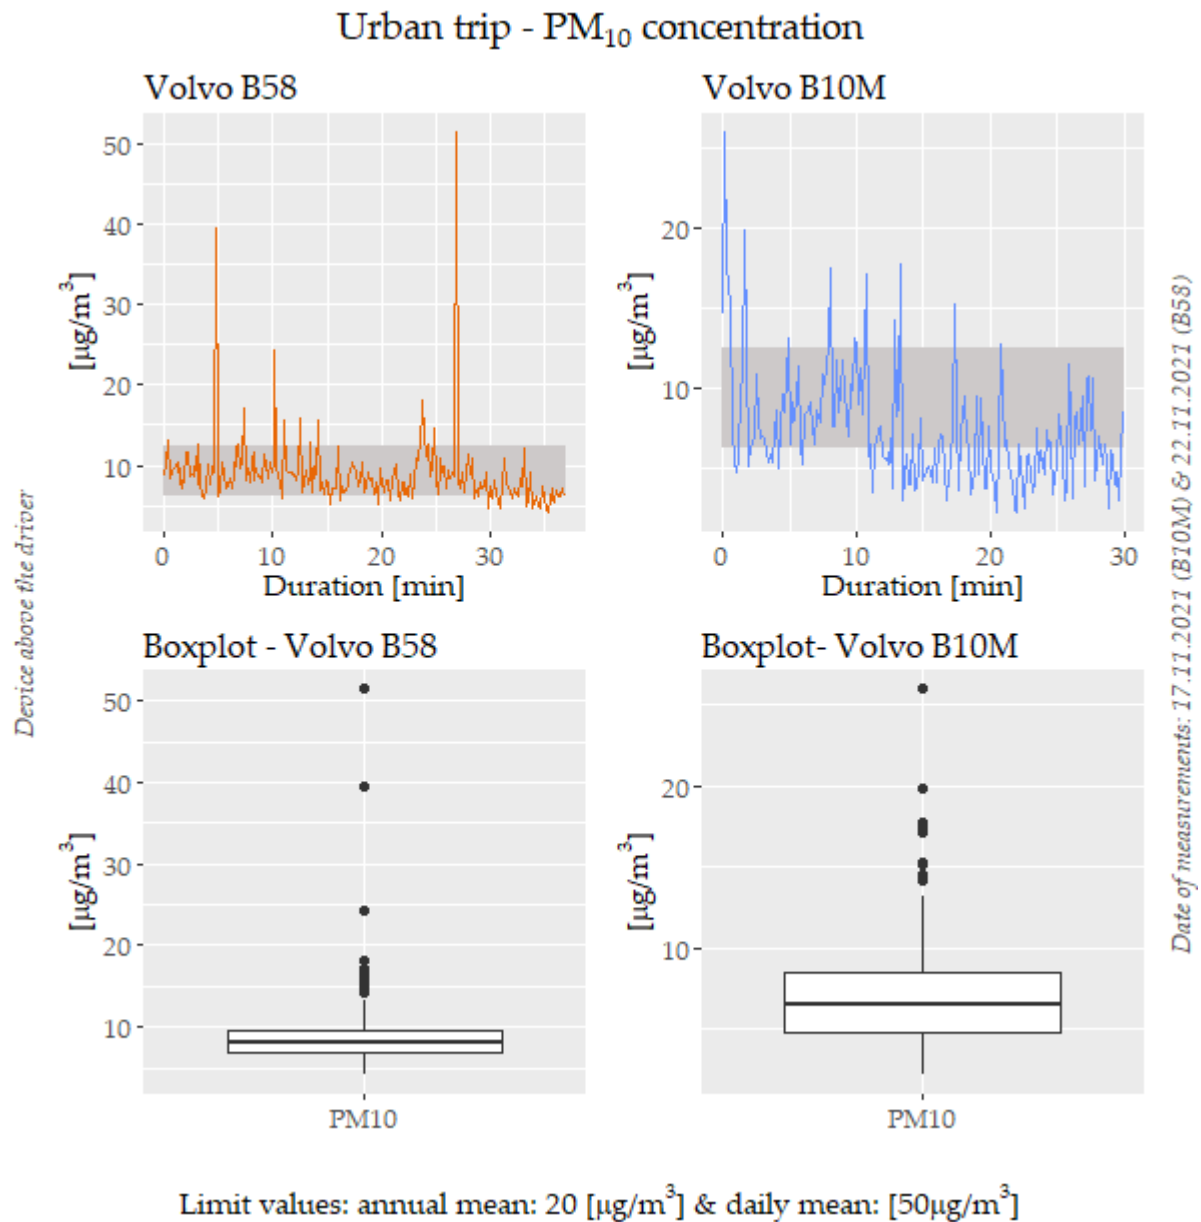 Urban trip - PM₁₀ concentration
Volvo B58
Volvo B10M
50
40
30
20
10
[µg/m³]
0
10
20
30
Duration [min]
20
10
[µg/m³]
0
10
20
30
Duration [min]
Device above the driver
Date of measurements: 17.11.2021 (B10M) & 22.11.2021 (B58)
Boxplot - Volvo B58
Boxplot- Volvo B10M
50
40
30
20
10
[µg/m³]
PM10
20
10
[µg/m³]
PM10
Limit values: annual mean: 20 [µg/m³] & daily mean: [50µg/m³]